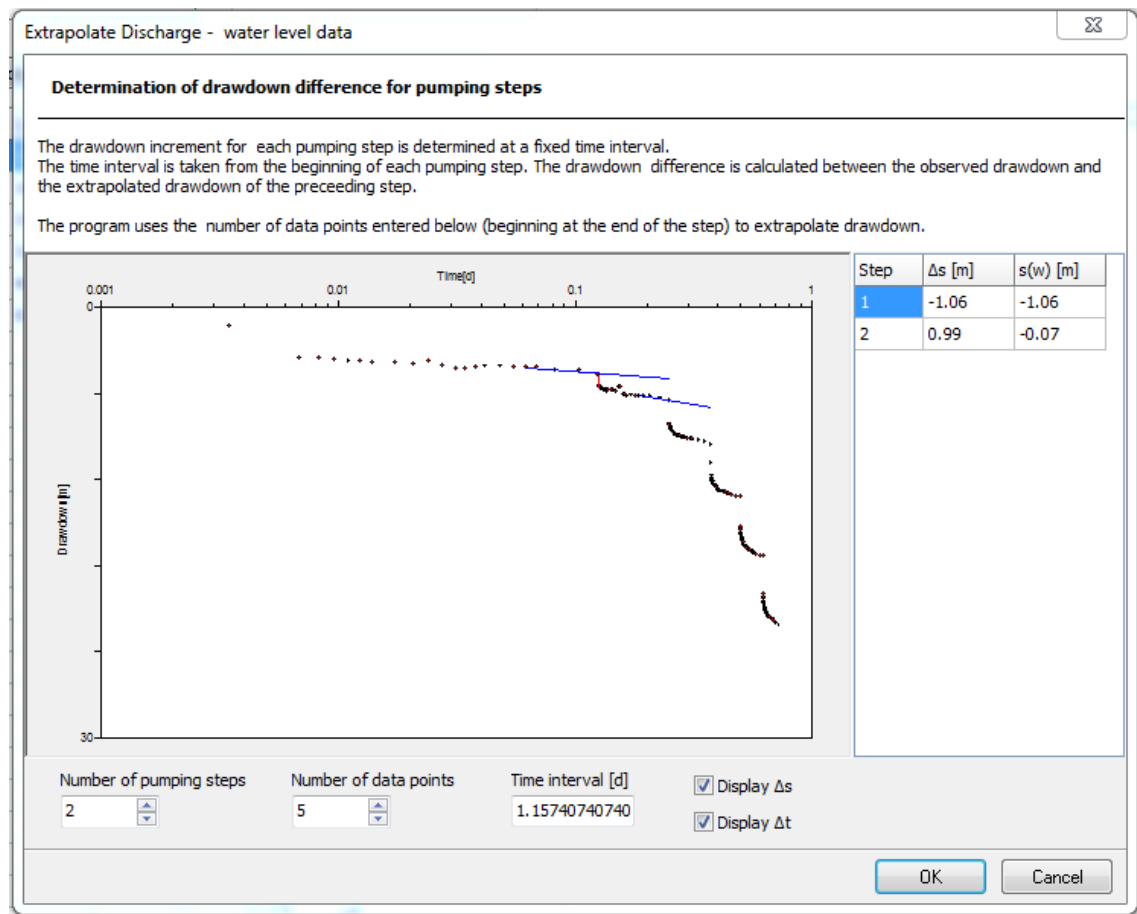 Extrapolate Discharge - water level data
Determination of drawdown difference for pumping steps
The drawdown increment for each pumping step is determined at a fixed time interval.
The time interval is taken from the beginning of each pumping step. The drawdown difference is calculated between the observed drawdown and
the extrapolated drawdown of the preceeding step.
The program uses the number of data points entered below (beginning at the end of the step) to extrapolate drawdown.
Time[d]
0.001 0.01 0.1 1
0
Drawdown[m]
30
Step Δs [m] s(w) [m]
1 -1.06 -1.06
2 0.99 -0.07
Number of pumping steps Number of data points Time interval [d]
2 5 1.15740740740
Display Δs
Display Δt
OK Cancel